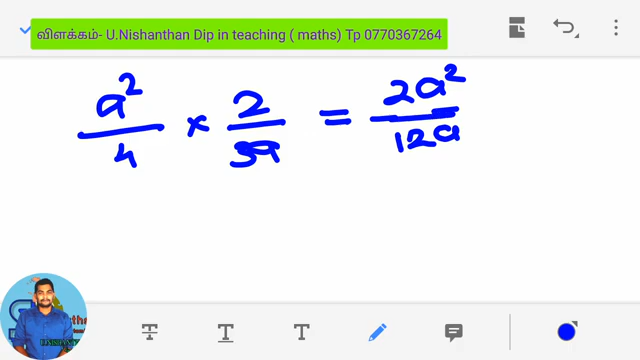 விளக்கம்- U.Nishanthan Dip in teaching ( maths) Tp 0770367264
a²/4 × 2/3a = 2a²/12a